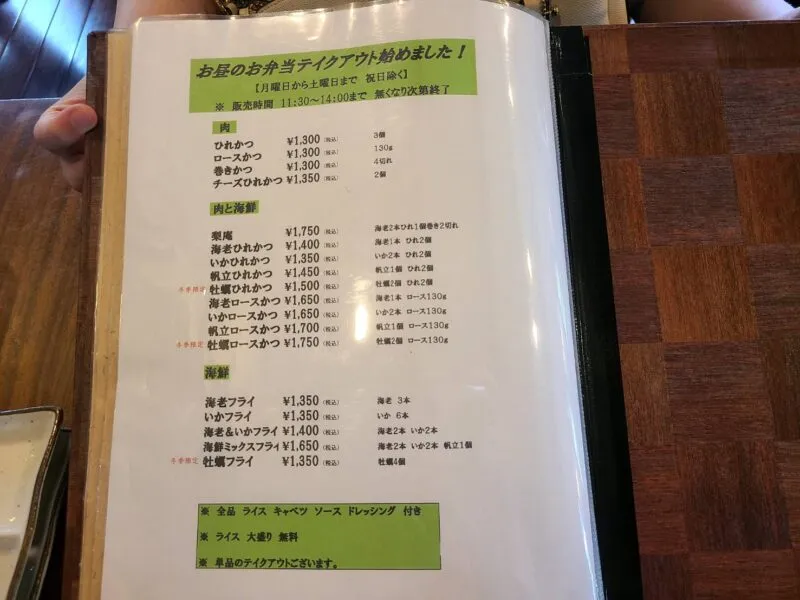 お昼のお弁当テイクアウト始めました！
【月曜日から土曜日まで 祝日除く】
※ 販売時間 11:30～14:00まで 無くなり次第終了
肉
ひれかつ ¥1,300 (税込) 3個
ロースかつ ¥1,300 (税込) 130g
巻きかつ ¥1,300 (税込) 4切れ
チーズひれかつ ¥1,350 (税込) 2個
肉と海鮮
梨庵 ¥1,750 (税込) 海老2本ひれ1個巻き2切れ
海老ひれかつ ¥1,400 (税込) 海老1本 ひれ2個
いかひれかつ ¥1,350 (税込) いか2本 ひれ2個
帆立ひれかつ ¥1,450 (税込) 帆立1個 ひれ2個
冬季限定 牡蠣ひれかつ ¥1,500 (税込) 牡蠣2個 ひれ2個
海老ロースかつ ¥1,650 (税込) 海老1本 ロース130g
いかロースかつ ¥1,650 (税込) いか2本 ロース130g
帆立ロースかつ ¥1,700 (税込) 帆立1個 ロース130g
冬季限定 牡蠣ロースかつ ¥1,750 (税込) 牡蠣2個 ロース130g
海鮮
海老フライ ¥1,350 (税込) 海老 3本
いかフライ ¥1,350 (税込) いか 6本
海老&いかフライ ¥1,400 (税込) 海老2本 いか2本
海鮮ミックスフライ ¥1,650 (税込) 海老2本 いか2本 帆立1個
冬季限定 牡蠣フライ ¥1,350 (税込) 牡蠣4個
※ 全品 ライス キャベツ ソース ドレッシング 付き
※ ライス 大盛り 無料
※ 単品のテイクアウトございます。